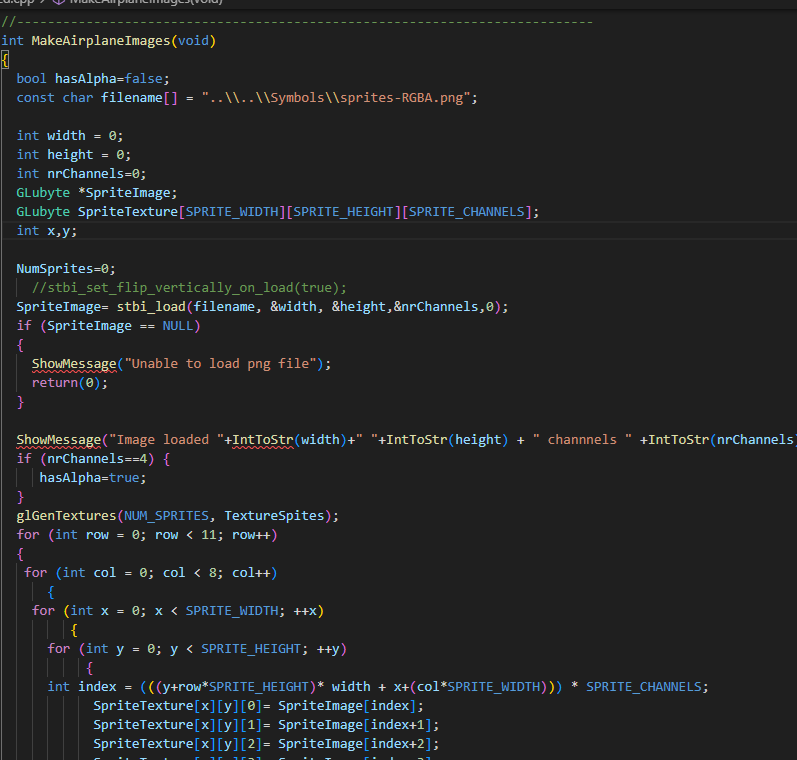 MakeAirplaneImages(void)
//------------------------------------------------------------------------
int MakeAirplaneImages(void)
{
bool hasAlpha=false;
const char filename[] = "..\\..\\Symbols\\sprites-RGBA.png";
int width = 0;
int height = 0;
int nrChannels=0;
GLubyte *SpriteImage;
GLubyte SpriteTexture[SPRITE_WIDTH][SPRITE_HEIGHT][SPRITE_CHANNELS];
int x,y;
NumSprites=0;
//stbi_set_flip_vertically_on_load(true);
SpriteImage= stbi_load(filename, &width, &height,&nrChannels,0);
if (SpriteImage == NULL)
{
ShowMessage("Unable to load png file");
return(0);
}
ShowMessage("Image loaded "+IntToStr(width)+" "+IntToStr(height) + " channnels " +IntToStr(nrChannels)
if (nrChannels==4) {
hasAlpha=true;
}
glGenTextures(NUM_SPRITES, TextureSpites);
for (int row = 0; row < 11; row++)
{
for (int col = 0; col < 8; col++)
{
for (int x = 0; x < SPRITE_WIDTH; ++x)
{
for (int y = 0; y < SPRITE_HEIGHT; ++y)
{
int index = (((y+row*SPRITE_HEIGHT)* width + x+(col*SPRITE_WIDTH))) * SPRITE_CHANNELS;
SpriteTexture[x][y][0]= SpriteImage[index];
SpriteTexture[x][y][1]= SpriteImage[index+1];
SpriteTexture[x][y][2]= SpriteImage[index+2];